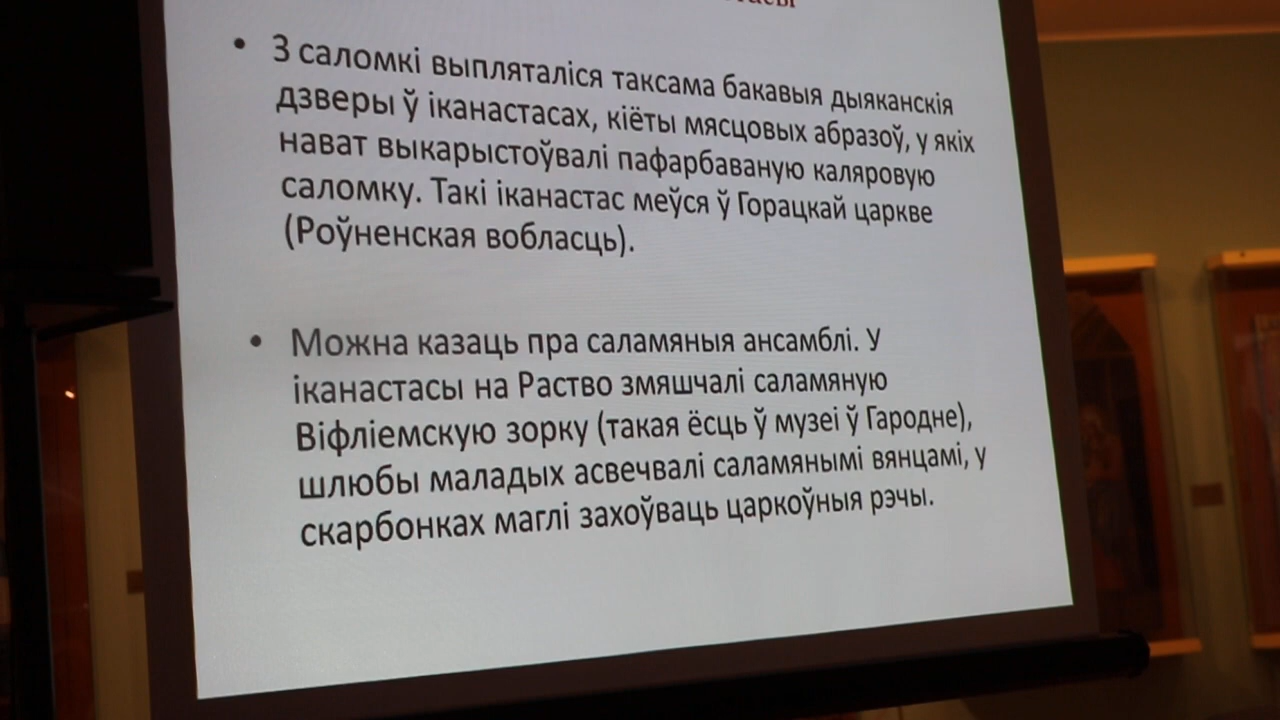 • З саломкі выпляталіся таксама бакавыя дыяканскія
дзверы ў іканастасах, кіёты мясцовых абразоў, у якіх
нават выкарыстоўвалі пафарбаваную каляровую
саломку. Такі іканастас меўся ў Горацкай царкве
(Роўненская вобласць).
• Можна казаць пра саламяныя ансамблі. У
іканастасы на Раство змяшчалі саламяную
Віфліемскую зорку (такая ёсць ў музеі ў Гародне),
шлюбы маладых асвечвалі саламянымі вянцамі, у
скарбонках маглі захоўваць царкоўныя рэчы.